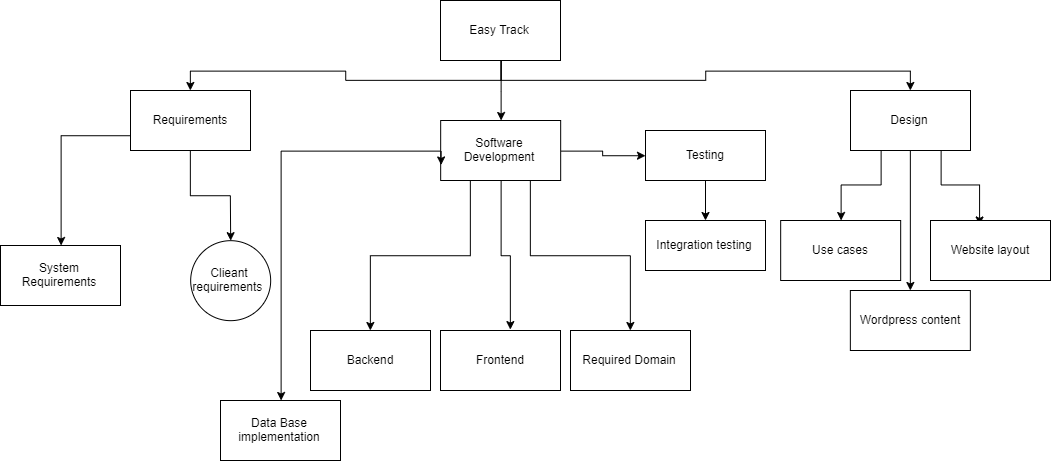 Easy Track
Requirements
Software
Development
Testing
Design
System
Requirements
Clieant
requirements
Integration testing
Use cases
Website layout
Wordpress content
Backend
Frontend
Required Domain
Data Base
implementation